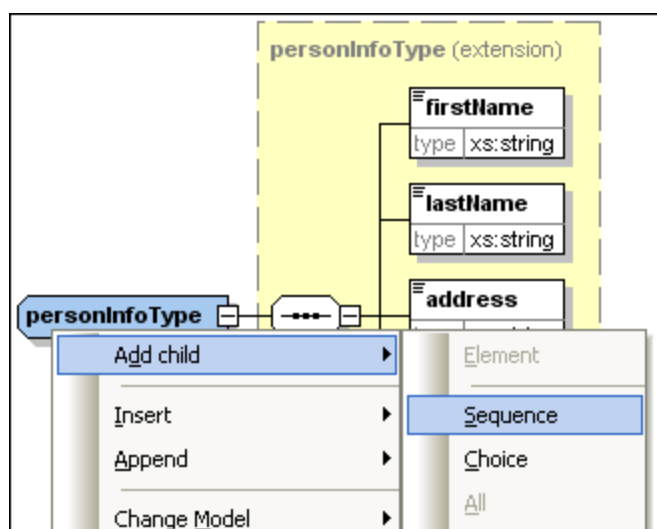 personInfoType (extension)
firstName
type xs:string
lastName
type xs:string
address
personInfoType
Add child
Element
Insert
Sequence
Append
Choice
All
Change Model